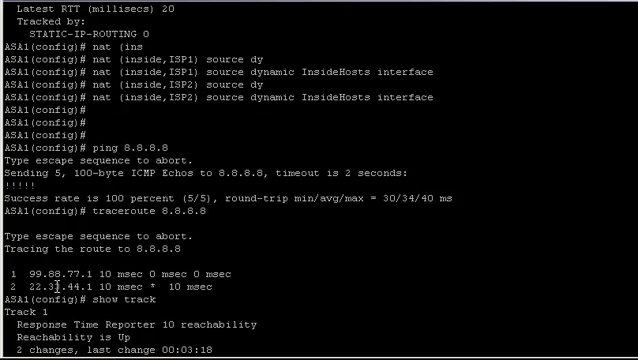 Latest RTT (millisecs) 20
Tracked by:
STATIC-IP-ROUTING 0
ASA1(config)# nat (ins
ASA1(config)# nat (inside,ISP1) source dy
ASA1(config)# nat (inside,ISP1) source dynamic InsideHosts interface
ASA1(config)# nat (inside,ISP2) source dy
ASA1(config)# nat (inside,ISP2) source dynamic InsideHosts interface
ASA1(config)#
ASA1(config)#
ASA1(config)#
ASA1(config)# ping 8.8.8.8
Type escape sequence to abort.
Sending 5, 100-byte ICMP Echos to 8.8.8.8, timeout is 2 seconds:
!!!!!
Success rate is 100 percent (5/5), round-trip min/avg/max = 30/34/40 ms
ASA1(config)# traceroute 8.8.8.8
Type escape sequence to abort.
Tracing the route to 8.8.8.8
1 99.88.77.1 10 msec 0 msec 0 msec
2 10 msec * 10 msec
ASA1(config)# show track
Track 1
Response Time Reporter 10 reachability
Reachability is Up
2 changes, last change 00:03:18